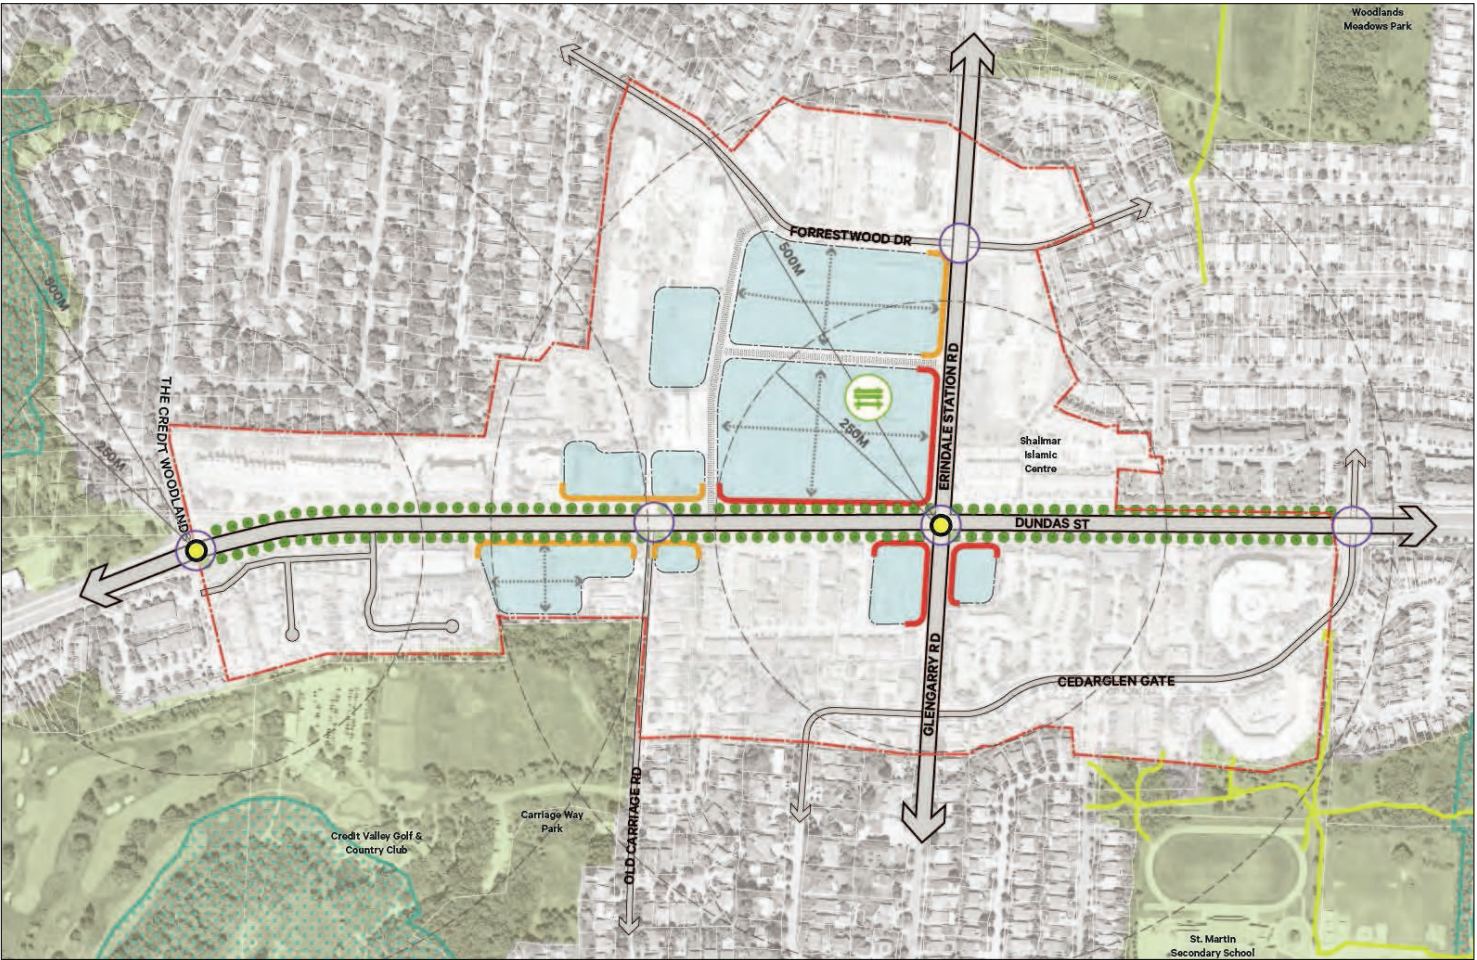 Woodlands
Meadows Park
FORRESTWOOD DR
500M
500M
ERINDALE STATION RD
THE CREDIT WOODLANDS
250M
250M
Shalimar
Islamic
Centre
DUNDAS ST
GLENGARRY RD
CEDARGLEN GATE
OLD CARRIAGE RD
Carriage Way
Park
Credit Valley Golf &
Country Club
St. Martin
Secondary School